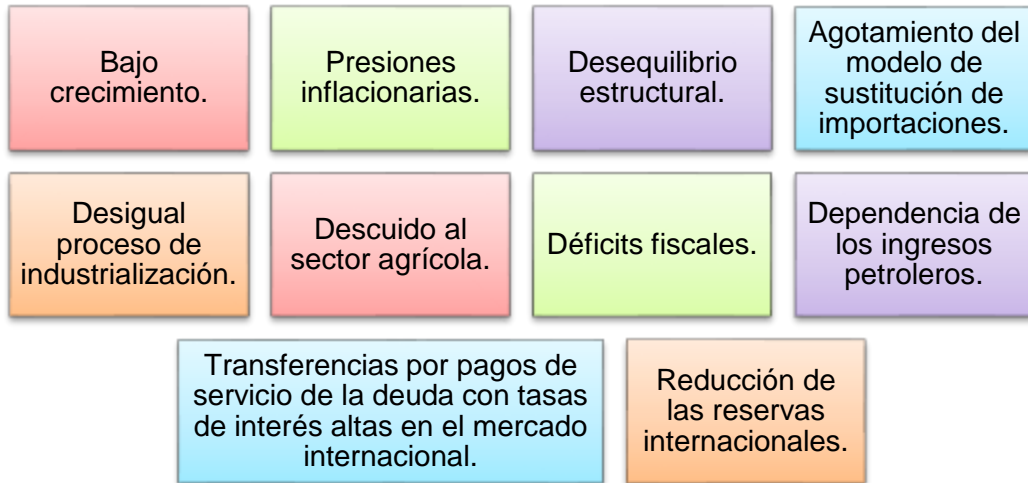 Bajo
crecimiento.
Presiones
inflacionarias.
Desequilibrio
estructural.
Agotamiento del
modelo de
sustitución de
importaciones.
Desigual
proceso de
industrialización.
Descuido al
sector agrícola.
Déficits fiscales.
Dependencia de
los ingresos
petroleros.
Transferencias por pagos de
servicio de la deuda con tasas
de interés altas en el mercado
internacional.
Reducción de
las reservas
internacionales.